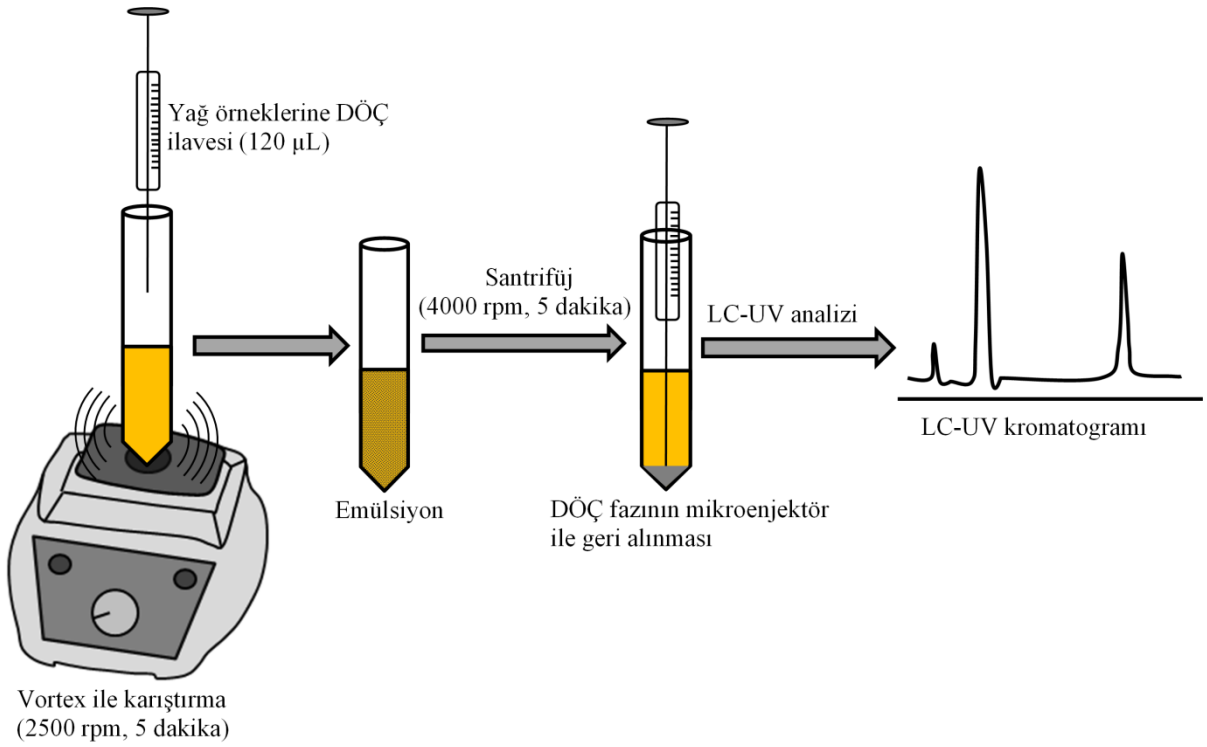 Yağ örneklerine DÖÇ
ilavesi (120 µL)
Santrifüj
(4000 rpm, 5 dakika)
LC-UV analizi
LC-UV kromatogramı
Emülsiyon
DÖÇ fazının mikroenjektör
ile geri alınması
Vortex ile karıştırma
(2500 rpm, 5 dakika)